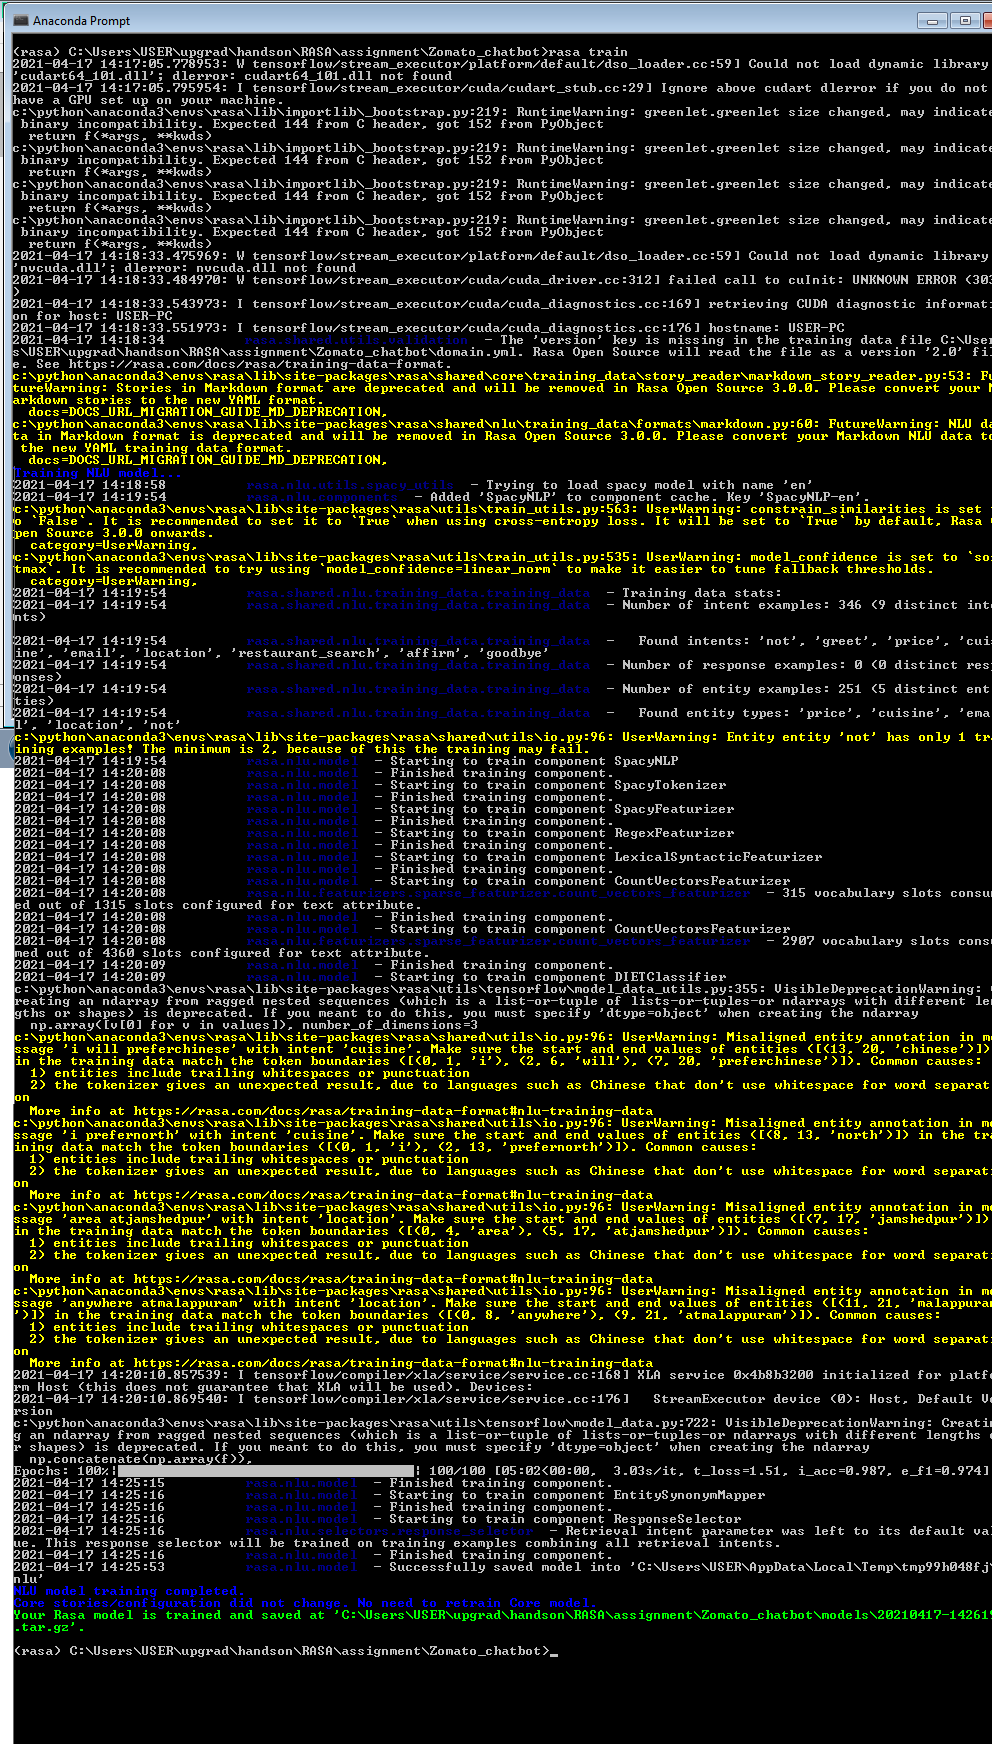 Anaconda Prompt
(rasa) C:\Users\USER\upgrad\handson\RASA\assignment\Zomato_chatbot>rasa train
2021-04-17 14:17:05.778953: W tensorflow/stream_executor/platform/default/dso_loader.cc:59] Could not load dynamic library
'cudart64_101.dll'; dlerror: cudart64_101.dll not found
2021-04-17 14:17:05.795954: I tensorflow/stream_executor/cuda/cudart_stub.cc:29] Ignore above cudart dlerror if you do not
have a GPU set up on your machine.
c:\python\anaconda3\envs\rasa\lib\importlib\_bootstrap.py:219: RuntimeWarning: greenlet.greenlet size changed, may indicate
 binary incompatibility. Expected 144 from C header, got 152 from PyObject
  return f(*args, **kwds)
c:\python\anaconda3\envs\rasa\lib\importlib\_bootstrap.py:219: RuntimeWarning: greenlet.greenlet size changed, may indicate
 binary incompatibility. Expected 144 from C header, got 152 from PyObject
  return f(*args, **kwds)
c:\python\anaconda3\envs\rasa\lib\importlib\_bootstrap.py:219: RuntimeWarning: greenlet.greenlet size changed, may indicate
 binary incompatibility. Expected 144 from C header, got 152 from PyObject
  return f(*args, **kwds)
c:\python\anaconda3\envs\rasa\lib\importlib\_bootstrap.py:219: RuntimeWarning: greenlet.greenlet size changed, may indicate
 binary incompatibility. Expected 144 from C header, got 152 from PyObject
  return f(*args, **kwds)
2021-04-17 14:18:33.475969: W tensorflow/stream_executor/platform/default/dso_loader.cc:59] Could not load dynamic library
'nvcuda.dll'; dlerror: nvcuda.dll not found
2021-04-17 14:18:33.484970: W tensorflow/stream_executor/cuda/cuda_driver.cc:312] failed call to cuInit: UNKNOWN ERROR (303
)
2021-04-17 14:18:33.543973: I tensorflow/stream_executor/cuda/cuda_diagnostics.cc:169] retrieving CUDA diagnostic informati
on for host: USER-PC
2021-04-17 14:18:33.551973: I tensorflow/stream_executor/cuda/cuda_diagnostics.cc:176] hostname: USER-PC
2021-04-17 14:18:34 rasa.shared.utils.validation - The 'version' key is missing in the training data file C:\User
s\USER\upgrad\handson\RASA\assignment\Zomato_chatbot\domain.yml. Rasa Open Source will read the file as a version '2.0' fil
e. See https://rasa.com/docs/rasa/training-data-format.
c:\python\anaconda3\envs\rasa\lib\site-packages\rasa\shared\core\training_data\story_reader\markdown_story_reader.py:53: Fu
tureWarning: Stories in Markdown format are deprecated and will be removed in Rasa Open Source 3.0.0. Please convert your M
arkdown stories to the new YAML format.
  docs=DOCS_URL_MIGRATION_GUIDE_MD_DEPRECATION,
c:\python\anaconda3\envs\rasa\lib\site-packages\rasa\shared\nlu\training_data\formats\markdown.py:60: FutureWarning: NLU da
ta in Markdown format is deprecated and will be removed in Rasa Open Source 3.0.0. Please convert your Markdown NLU data to
 the new YAML training data format.
  docs=DOCS_URL_MIGRATION_GUIDE_MD_DEPRECATION,
Training NLU model...
2021-04-17 14:18:58 rasa.nlu.utils.spacy_utils - Trying to load spacy model with name 'en'
2021-04-17 14:19:54 rasa.nlu.components - Added 'SpacyNLP' to component cache. Key 'SpacyNLP-en'.
c:\python\anaconda3\envs\rasa\lib\site-packages\rasa\utils\train_utils.py:563: UserWarning: constrain_similarities is set t
o `False`. It is recommended to set it to `True` when using cross-entropy loss. It will be set to `True` by default, Rasa O
pen Source 3.0.0 onwards.
  category=UserWarning,
c:\python\anaconda3\envs\rasa\lib\site-packages\rasa\utils\train_utils.py:535: UserWarning: model_confidence is set to `sof
tmax`. It is recommended to try using `model_confidence=linear_norm` to make it easier to tune fallback thresholds.
  category=UserWarning,
2021-04-17 14:19:54 rasa.shared.nlu.training_data.training_data - Training data stats:
2021-04-17 14:19:54 rasa.shared.nlu.training_data.training_data - Number of intent examples: 346 (9 distinct inte
nts)
2021-04-17 14:19:54 rasa.shared.nlu.training_data.training_data - Found intents: 'not', 'greet', 'price', 'cuis
ine', 'email', 'location', 'restaurant_search', 'affirm', 'goodbye'
2021-04-17 14:19:54 rasa.shared.nlu.training_data.training_data - Number of response examples: 0 (0 distinct resp
onses)
2021-04-17 14:19:54 rasa.shared.nlu.training_data.training_data - Number of entity examples: 251 (5 distinct enti
ties)
2021-04-17 14:19:54 rasa.shared.nlu.training_data.training_data - Found entity types: 'price', 'cuisine', 'emai
l', 'location', 'not'
c:\python\anaconda3\envs\rasa\lib\site-packages\rasa\shared\utils\io.py:96: UserWarning: Entity entity 'not' has only 1 tra
ining examples! The minimum is 2, because of this the training may fail.
2021-04-17 14:19:54 rasa.nlu.model - Starting to train component SpacyNLP
2021-04-17 14:20:08 rasa.nlu.model - Finished training component.
2021-04-17 14:20:08 rasa.nlu.model - Starting to train component SpacyTokenizer
2021-04-17 14:20:08 rasa.nlu.model - Finished training component.
2021-04-17 14:20:08 rasa.nlu.model - Starting to train component SpacyFeaturizer
2021-04-17 14:20:08 rasa.nlu.model - Finished training component.
2021-04-17 14:20:08 rasa.nlu.model - Starting to train component RegexFeaturizer
2021-04-17 14:20:08 rasa.nlu.model - Finished training component.
2021-04-17 14:20:08 rasa.nlu.model - Starting to train component LexicalSyntacticFeaturizer
2021-04-17 14:20:08 rasa.nlu.model - Finished training component.
2021-04-17 14:20:08 rasa.nlu.model - Starting to train component CountVectorsFeaturizer
2021-04-17 14:20:08 rasa.nlu.featurizers.sparse_featurizer.count_vectors_featurizer - 315 vocabulary slots consum
ed out of 1315 slots configured for text attribute.
2021-04-17 14:20:08 rasa.nlu.model - Finished training component.
2021-04-17 14:20:08 rasa.nlu.model - Starting to train component CountVectorsFeaturizer
2021-04-17 14:20:08 rasa.nlu.featurizers.sparse_featurizer.count_vectors_featurizer - 2907 vocabulary slots consu
med out of 4360 slots configured for text attribute.
2021-04-17 14:20:09 rasa.nlu.model - Finished training component.
2021-04-17 14:20:09 rasa.nlu.model - Starting to train component DIETClassifier
c:\python\anaconda3\envs\rasa\lib\site-packages\rasa\utils\tensorflow\model_data_utils.py:355: VisibleDeprecationWarning: C
reating an ndarray from ragged nested sequences (which is a list-or-tuple of lists-or-tuples-or ndarrays with different len
gths or shapes) is deprecated. If you meant to do this, you must specify 'dtype=object' when creating the ndarray
  np.array([v[0] for v in values]), number_of_dimensions=3
c:\python\anaconda3\envs\rasa\lib\site-packages\rasa\shared\utils\io.py:96: UserWarning: Misaligned entity annotation in me
ssage 'i will preferchinese' with intent 'cuisine'. Make sure the start and end values of entities ([(13, 20, 'chinese')])
in the training data match the token boundaries ([(0, 1, 'i'), (2, 6, 'will'), (7, 20, 'preferchinese')]). Common causes:
  1) entities include trailing whitespaces or punctuation
  2) the tokenizer gives an unexpected result, due to languages such as Chinese that don't use whitespace for word separati
on
  More info at https://rasa.com/docs/rasa/training-data-format#nlu-training-data
c:\python\anaconda3\envs\rasa\lib\site-packages\rasa\shared\utils\io.py:96: UserWarning: Misaligned entity annotation in me
ssage 'i prefernorth' with intent 'cuisine'. Make sure the start and end values of entities ([(8, 13, 'north')]) in the tra
ining data match the token boundaries ([(0, 1, 'i'), (2, 13, 'prefernorth')]). Common causes:
  1) entities include trailing whitespaces or punctuation
  2) the tokenizer gives an unexpected result, due to languages such as Chinese that don't use whitespace for word separati
on
  More info at https://rasa.com/docs/rasa/training-data-format#nlu-training-data
c:\python\anaconda3\envs\rasa\lib\site-packages\rasa\shared\utils\io.py:96: UserWarning: Misaligned entity annotation in me
ssage 'area atjamshedpur' with intent 'location'. Make sure the start and end values of entities ([(7, 17, 'jamshedpur')])
in the training data match the token boundaries ([(0, 4, 'area'), (5, 17, 'atjamshedpur')]). Common causes:
  1) entities include trailing whitespaces or punctuation
  2) the tokenizer gives an unexpected result, due to languages such as Chinese that don't use whitespace for word separati
on
  More info at https://rasa.com/docs/rasa/training-data-format#nlu-training-data
c:\python\anaconda3\envs\rasa\lib\site-packages\rasa\shared\utils\io.py:96: UserWarning: Misaligned entity annotation in me
ssage 'anywhere atmalappuram' with intent 'location'. Make sure the start and end values of entities ([(11, 21, 'malappuram
')]) in the training data match the token boundaries ([(0, 8, 'anywhere'), (9, 21, 'atmalappuram')]). Common causes:
  1) entities include trailing whitespaces or punctuation
  2) the tokenizer gives an unexpected result, due to languages such as Chinese that don't use whitespace for word separati
on
  More info at https://rasa.com/docs/rasa/training-data-format#nlu-training-data
2021-04-17 14:20:10.857539: I tensorflow/compiler/xla/service/service.cc:168] XLA service 0x4b8b3200 initialized for platfo
rm Host (this does not guarantee that XLA will be used). Devices:
2021-04-17 14:20:10.869540: I tensorflow/compiler/xla/service/service.cc:176]   StreamExecutor device (0): Host, Default Ve
rsion
c:\python\anaconda3\envs\rasa\lib\site-packages\rasa\utils\tensorflow\model_data.py:722: VisibleDeprecationWarning: Creatin
g an ndarray from ragged nested sequences (which is a list-or-tuple of lists-or-tuples-or ndarrays with different lengths o
r shapes) is deprecated. If you meant to do this, you must specify 'dtype=object' when creating the ndarray
  np.concatenate(np.array(f)),
Epochs: 100%| | 100/100 [05:02<00:00,  3.03s/it, t_loss=1.51, i_acc=0.987, e_f1=0.974]
2021-04-17 14:25:15 rasa.nlu.model - Finished training component.
2021-04-17 14:25:16 rasa.nlu.model - Starting to train component EntitySynonymMapper
2021-04-17 14:25:16 rasa.nlu.model - Finished training component.
2021-04-17 14:25:16 rasa.nlu.model - Starting to train component ResponseSelector
2021-04-17 14:25:16 rasa.nlu.selectors.response_selector - Retrieval intent parameter was left to its default val
ue. This response selector will be trained on training examples combining all retrieval intents.
2021-04-17 14:25:16 rasa.nlu.model - Finished training component.
2021-04-17 14:25:53 rasa.nlu.model - Successfully saved model into 'C:\Users\USER\AppData\Local\Temp\tmp99h048fj\
nlu'
NLU model training completed.
Core stories/configuration did not change. No need to retrain Core model.
Your Rasa model is trained and saved at 'C:\Users\USER\upgrad\handson\RASA\assignment\Zomato_chatbot\models\20210417-142619
.tar.gz'.
(rasa) C:\Users\USER\upgrad\handson\RASA\assignment\Zomato_chatbot>_